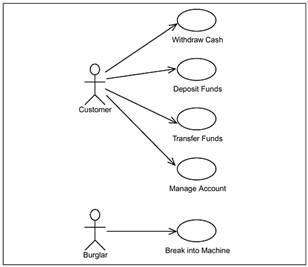 Withdraw Cash
Deposit Funds
Customer
Transfer Funds
Manage Account
Burglar
Break into Machine